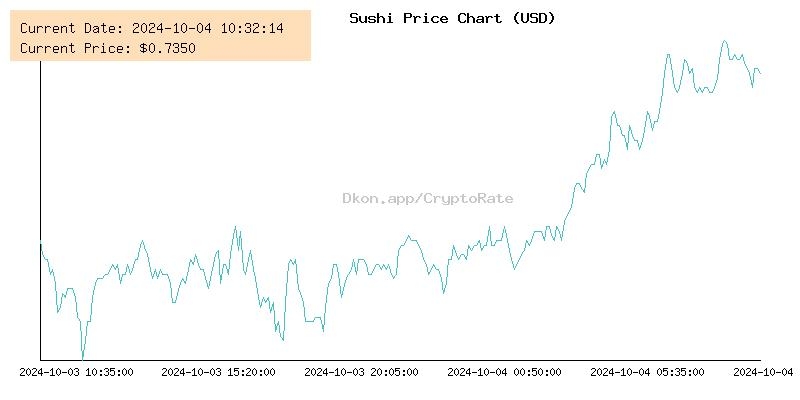 Sushi Price Chart (USD)
Current Date: 2024-10-04 10:32:14
Current Price: $0.7350
Dkon.app/CryptoRate
2024-10-03 10:35:00 2024-10-03 15:20:00 2024-10-03 20:05:00 2024-10-04 00:50:00 2024-10-04 05:35:00 2024-10-04